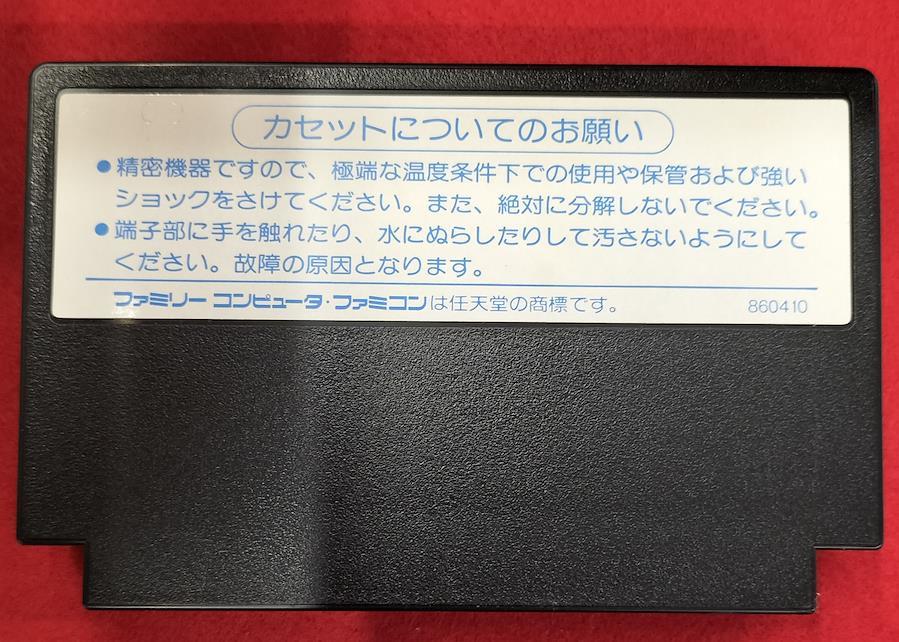 カセットについてのお願い
●精密機器ですので、極端な温度条件下での使用や保管および強い
ショックをさけてください。また、絶対に分解しないでください。
●端子部に手を触れたり、水にぬらしたりして汚さないようにして
ください。故障の原因となります。
ファミリーコンピュータ・ファミコンは任天堂の商標です。 860410